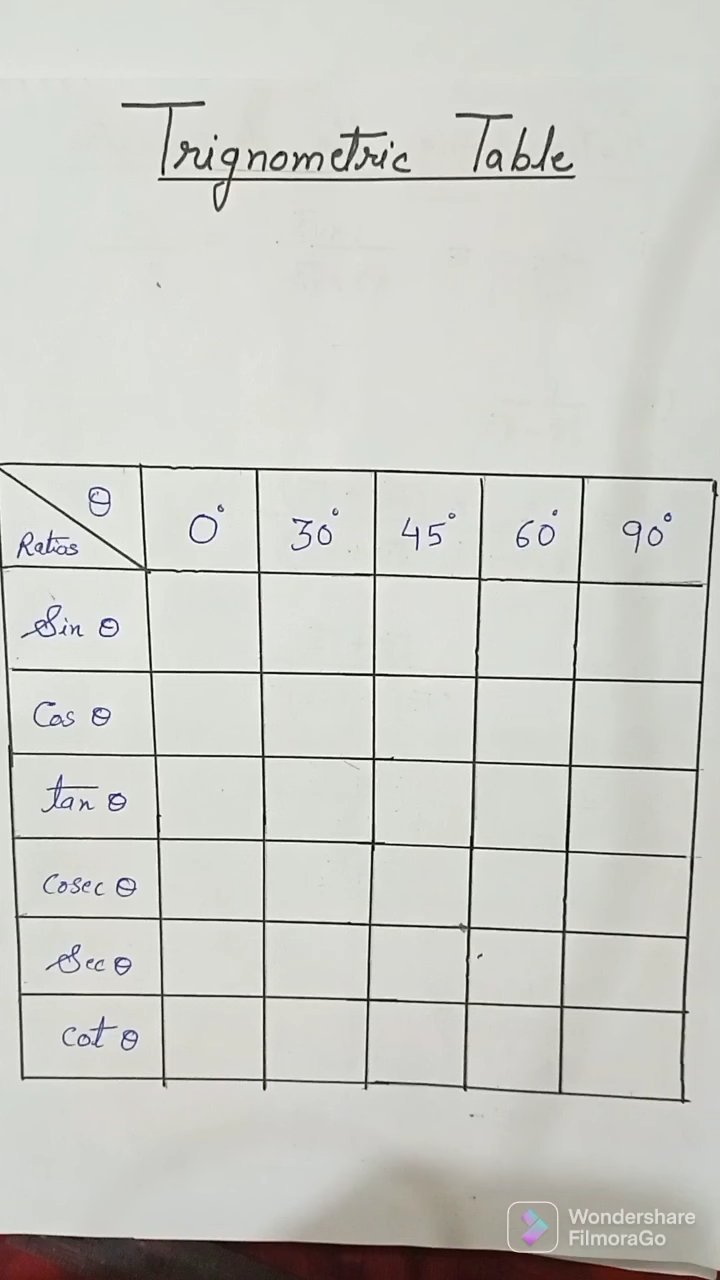 Trignometric Table
θ
Ratios
0° 30° 45° 60° 90°
Sin θ
Cos θ
tan θ
Cosec θ
Sec θ
Cot θ
Wondershare
FilmoraGo